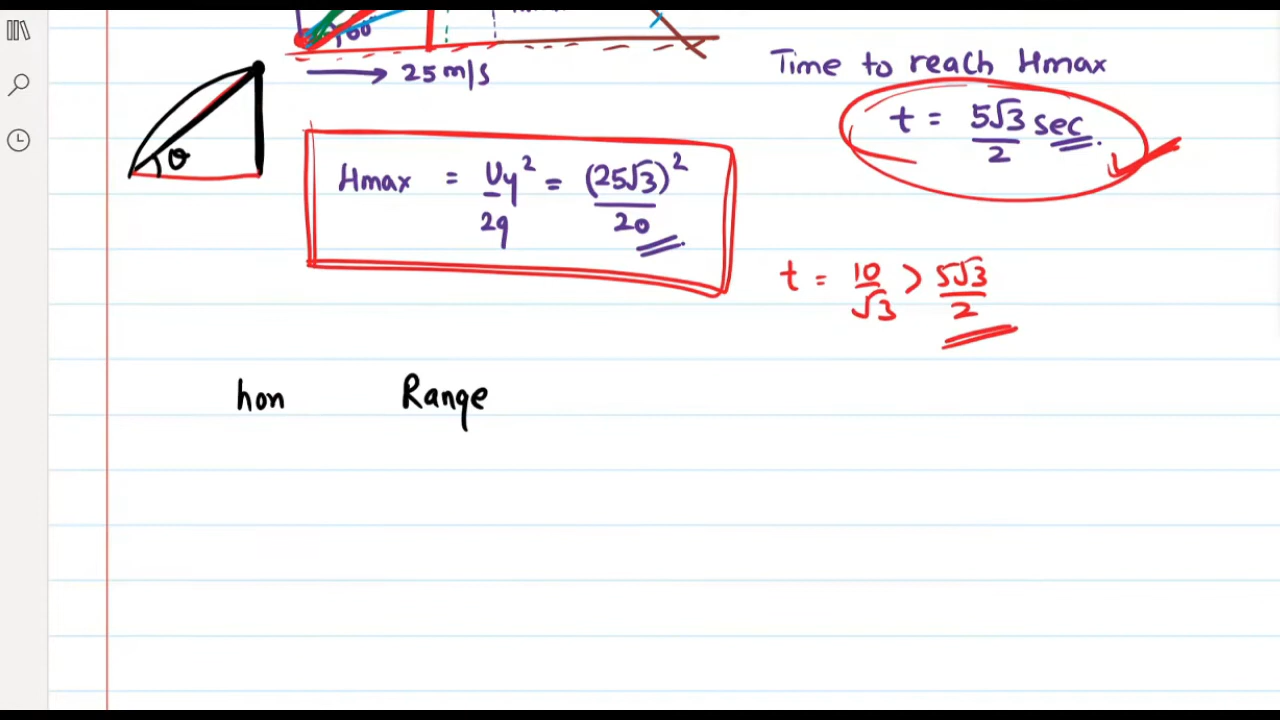 60°
25 m/s
Time to reach Hmax
t = 5√3/2 sec.
θ
Hmax = Uy²/2g = (25√3)²/20
t = 10/√3 > 5√3/2
hon Range